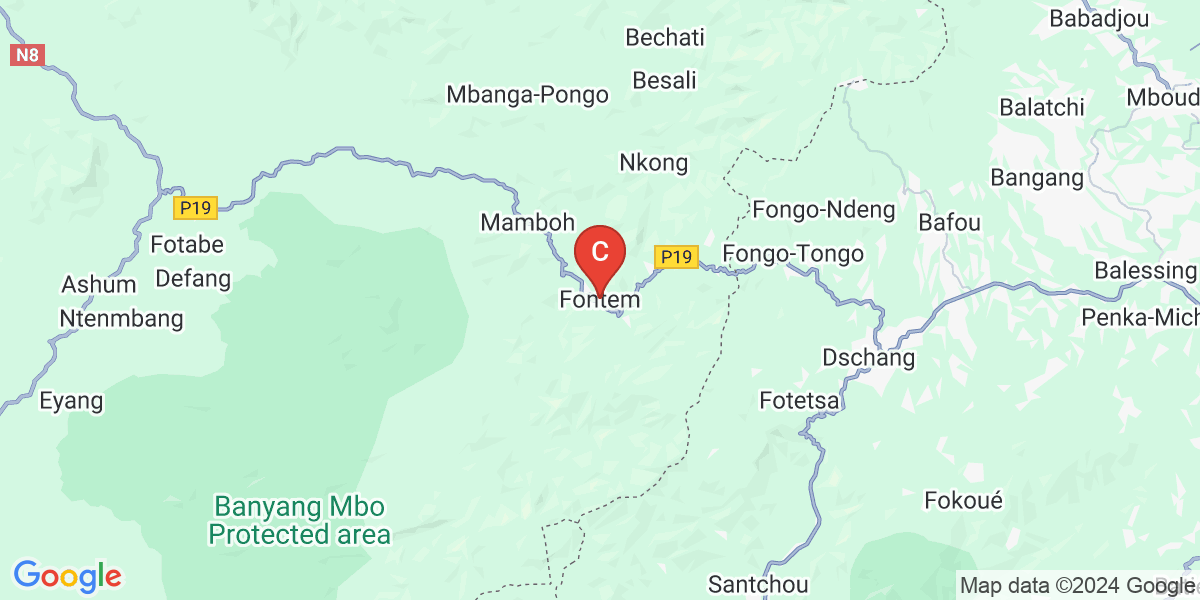 Babadjou
Bechati
N8
Besali
Mbanga-Pongo
Mboud
Balatchi
Nkong
Bangang
P19
Fongo-Ndeng
Mamboh
Bafou
Fotabe
C
P19
Fongo-Tongo
Balessing
Defang
Ashum
Fontem
Ntenmbang
Penka-Mich
Dschang
Eyang
Fotetsa
Fokoué
Banyang Mbo
Protected area
Santchou
Google
Map data ©2024 Google